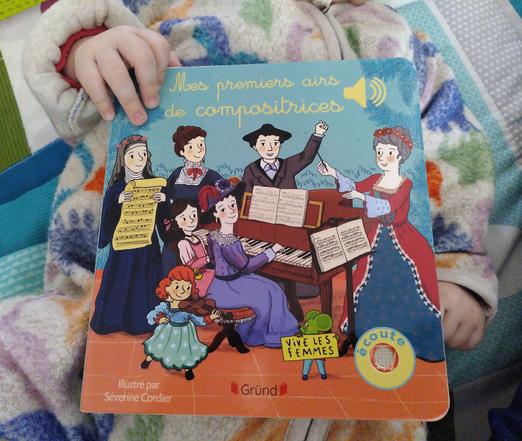 Mes premiers airs
de compositrices
VIVE LES
FEMMES
écoute
Illustré par
Séverine Cordier
Gründ